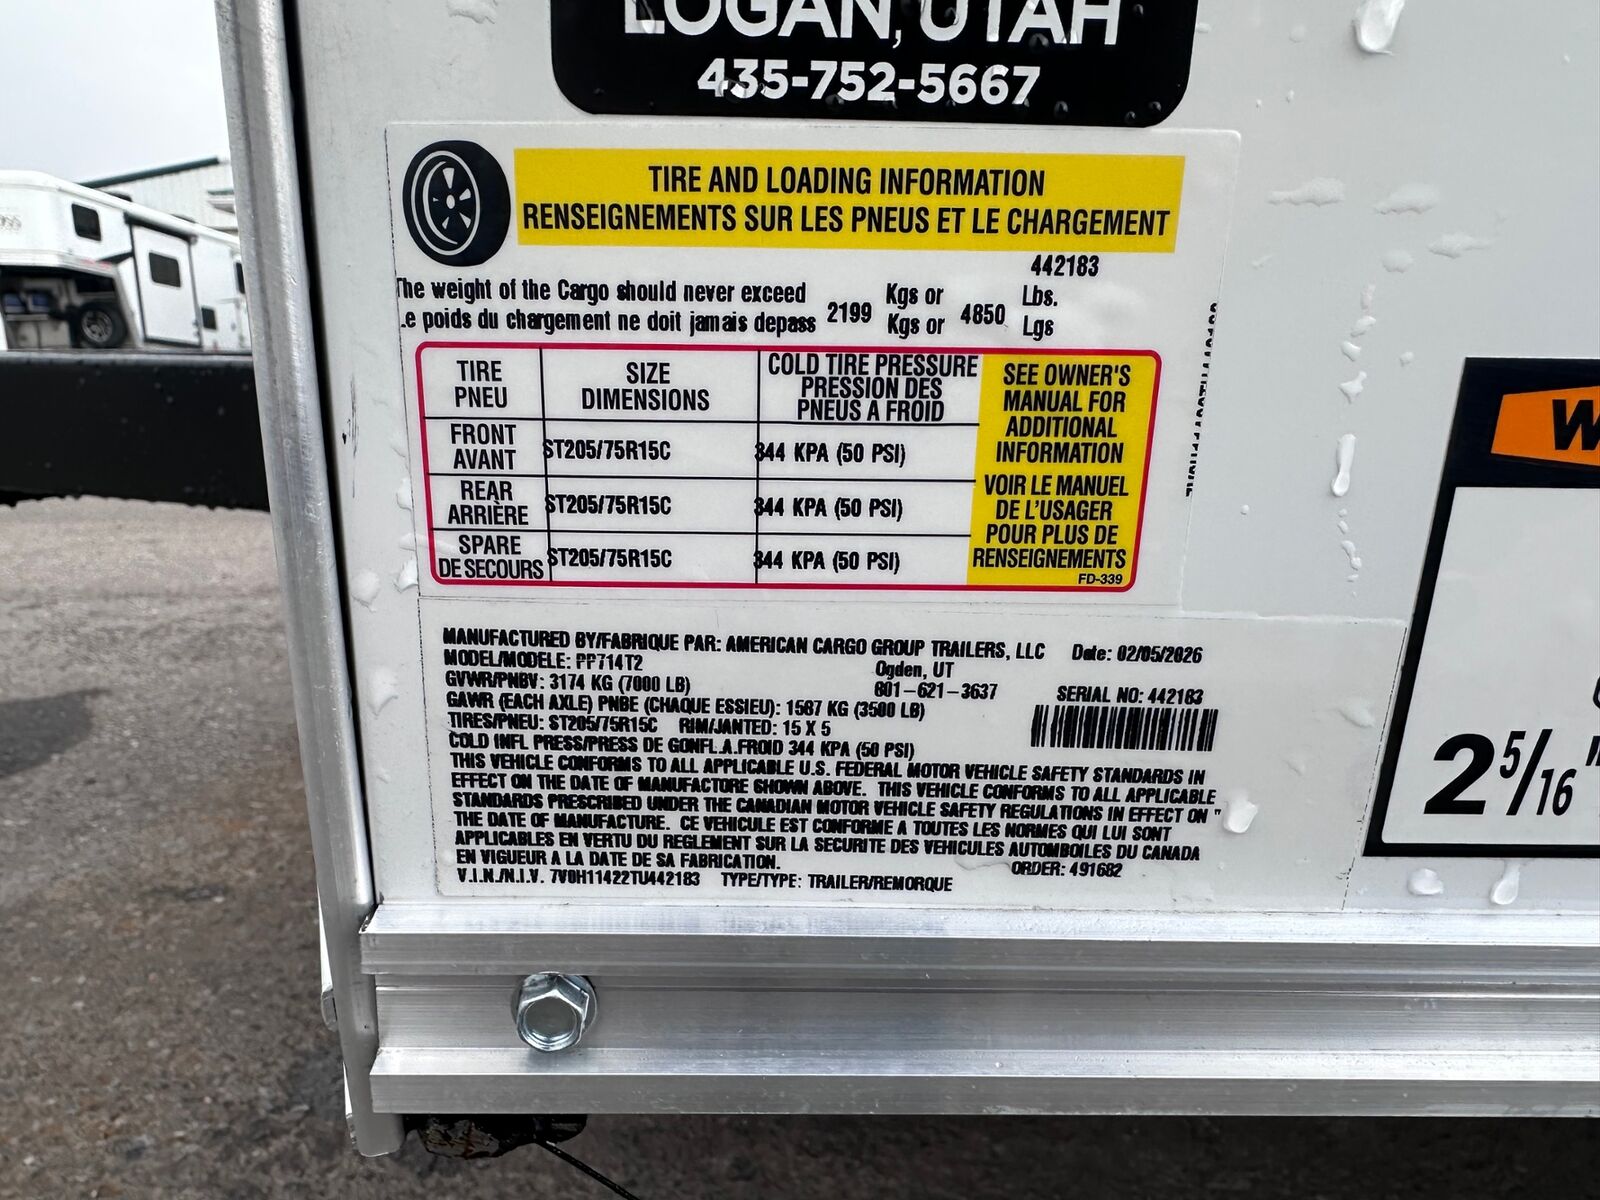 LOGAN, UTAH
435-752-5667
TIRE AND LOADING INFORMATION
RENSEIGNEMENTS SUR LES PNEUS ET LE CHARGEMENT
442183
The weight of the Cargo should never exceed
Le poids du chargement ne doit jamais depass
2199 Kgs or 4850 Lbs.
Kgs or Lgs
TIRE PNEU
SIZE DIMENSIONS
COLD TIRE PRESSURE
PRESSION DES
PNEUS A FROID
FRONT AVANT ST205/75R15C 344 KPA (50 PSI)
REAR ARRIÈRE ST205/75R15C 344 KPA (50 PSI)
SPARE DE SECOURS ST205/75R15C 344 KPA (50 PSI)
SEE OWNER'S
MANUAL FOR
ADDITIONAL
INFORMATION
VOIR LE MANUEL
DE L'USAGER
POUR PLUS DE
RENSEIGNEMENTS
FD-339
MANUFACTURED BY/FABRIQUE PAR: AMERICAN CARGO GROUP TRAILERS, LLC Date: 02/05/2026
MODEL/MODELE: PP714T2 Ogden, UT
GVWR/PNBV: 3174 KG (7000 LB) 801-621-3637 SERIAL NO: 442183
GAWR (EACH AXLE) PNBE (CHAQUE ESSIEU): 1587 KG (3500 LB)
TIRES/PNEU: ST205/75R15C RIM/JANTED: 15 X 5
COLD INFL PRESS/PRESS DE GONFL.A.FROID 344 KPA (50 PSI)
THIS VEHICLE CONFORMS TO ALL APPLICABLE U.S. FEDERAL MOTOR VEHICLE SAFETY STANDARDS IN
EFFECT ON THE DATE OF MANUFACTORE SHOWN ABOVE. THIS VEHICLE CONFORMS TO ALL APPLICABLE
STANDARDS PRESCRIBED UNDER THE CANADIAN MOTOR VEHICLE SAFETY REGULATIONS IN EFFECT ON "
THE DATE OF MANUFACTURE. CE VEHICULE EST CONFORME A TOUTES LES NORMES QUI LUI SONT
APPLICABLES EN VERTU DU REGLEMENT SUR LA SECURITE DES VEHICULES AUTOMBOILES DU CANADA
EN VIGUEUR A LA DATE DE SA FABRICATION. ORDER: 491682
V.I.N./N.I.V. 7V0H11422TU442183 TYPE/TYPE: TRAILER/REMORQUE
W
2 5/16"